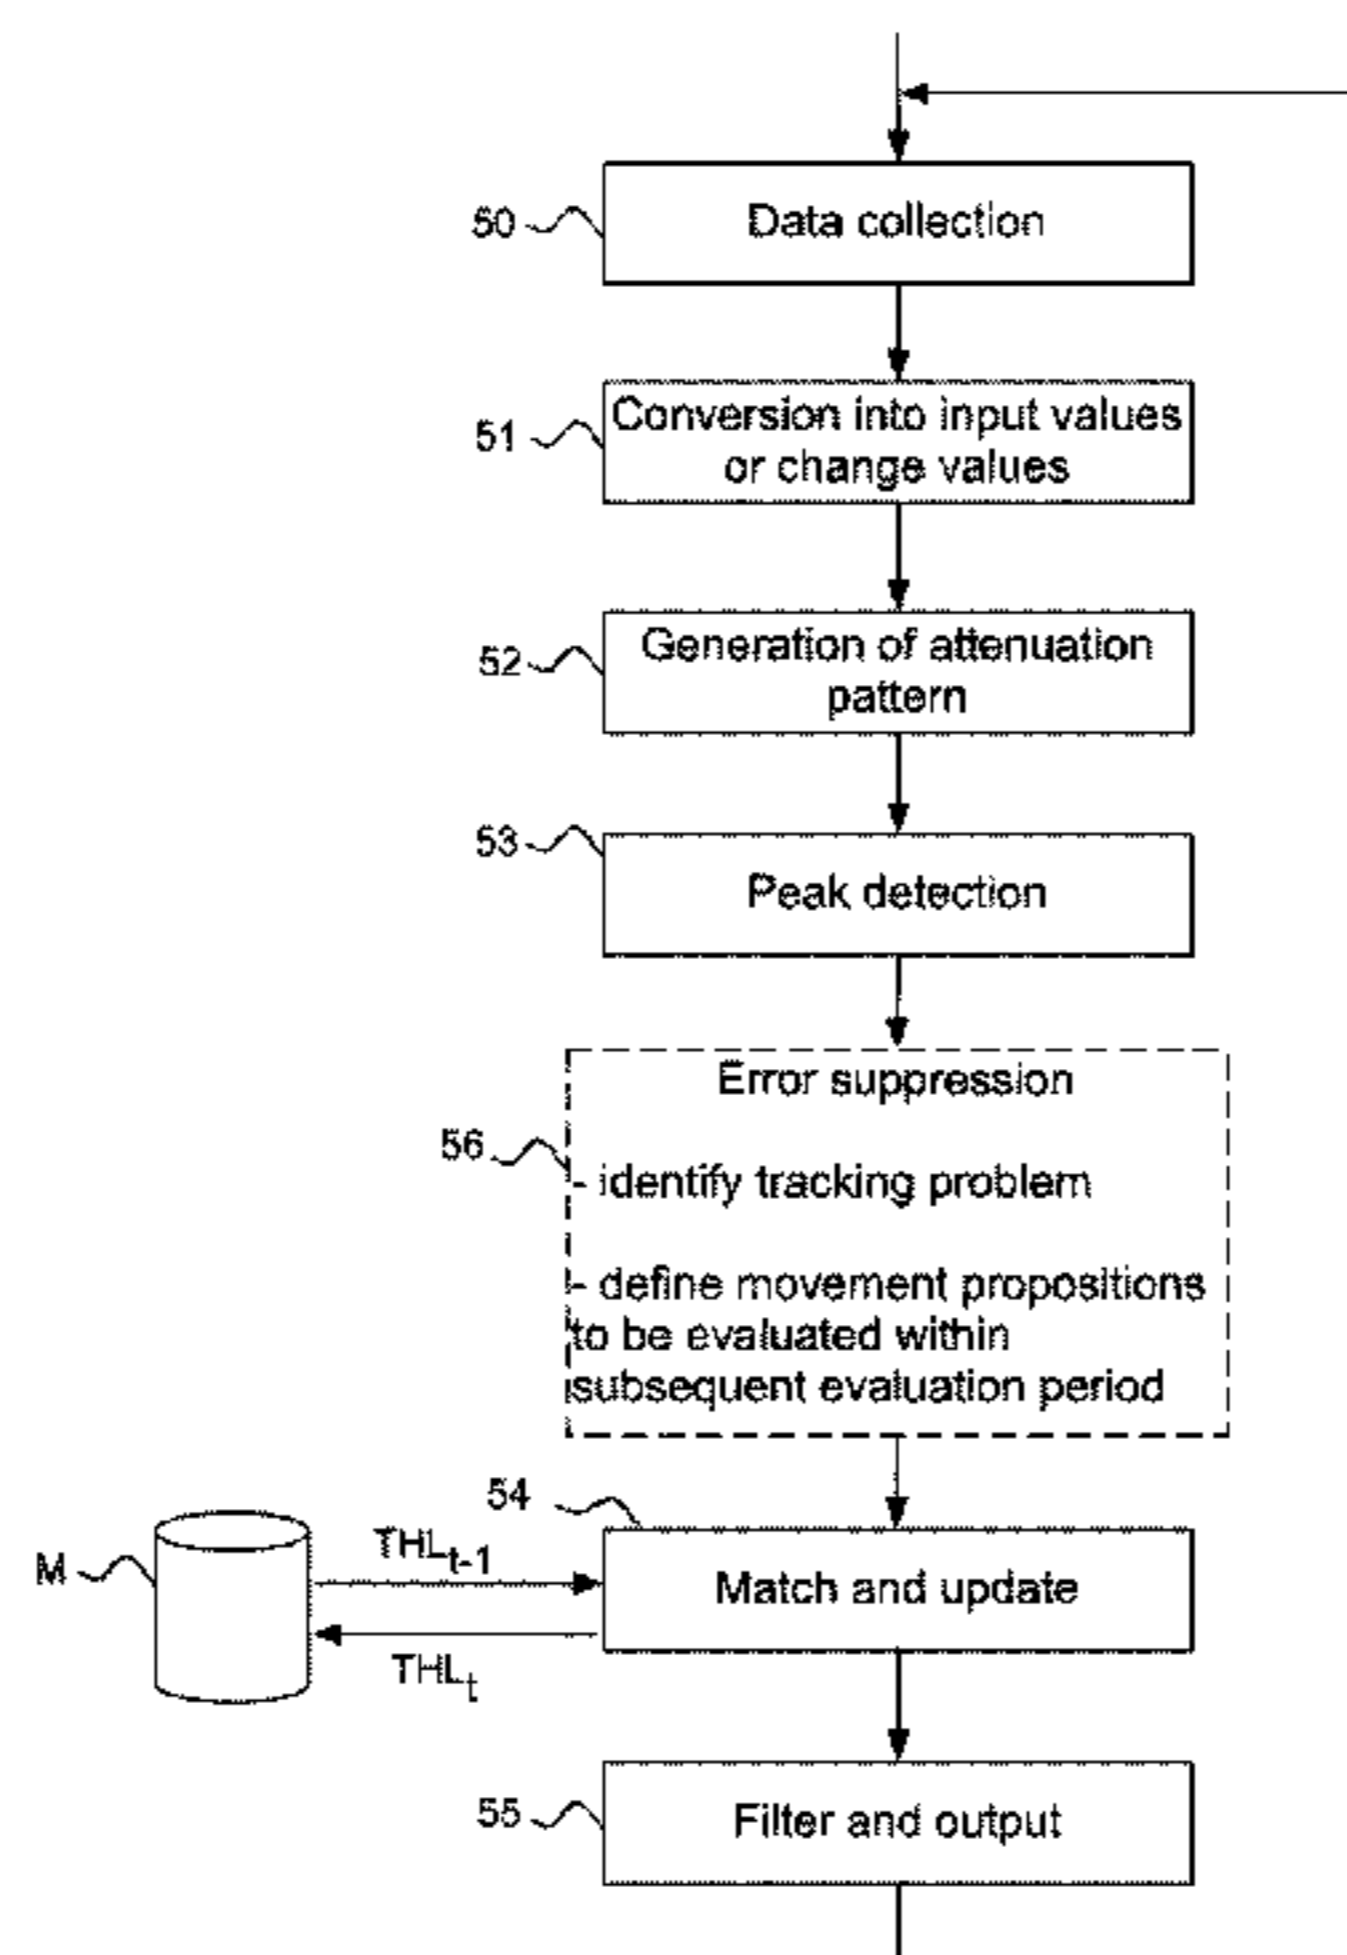 50
Data collection
51
Conversion into input values
or change values
52
Generation of attenuation
pattern
53
Peak detection
Error suppression
56
- identify tracking problem
- define movement propositions
to be evaluated within
subsequent evaluation period
54
M
THLt-1
Match and update
THLt
55
Filter and output